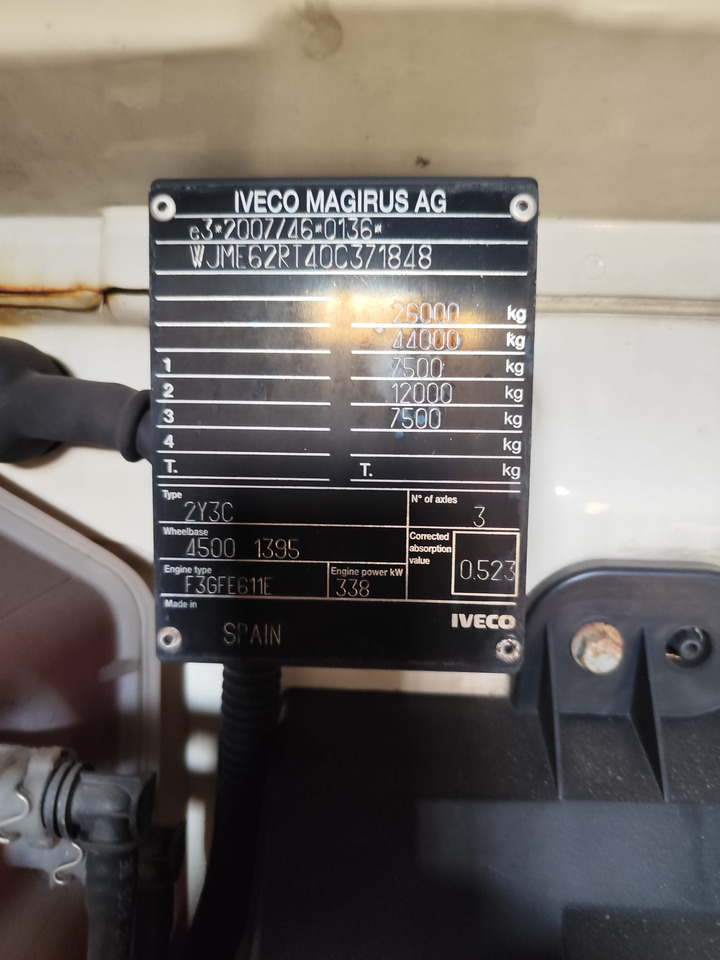 IVECO MAGIRUS AG
e3*2007/46*0136*
WJME62RT40C371848
26000 kg
44000 kg
1 7500 kg
2 12000 kg
3 7500 kg
4 kg
T. T. kg
Type
2Y3C
N° of axles
3
Wheelbase
4500 1395
Corrected absorption value
0.523
Engine type
F3GFE611E
Engine power kW
338
Made in
SPAIN
IVECO